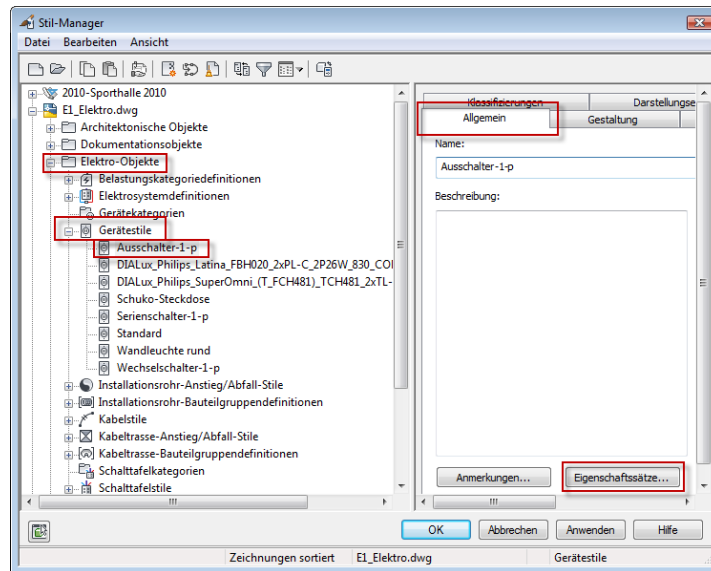 Stil-Manager
Datei Bearbeiten Ansicht
2010-Sporthalle 2010
E1_Elektro.dwg
Architektonische Objekte
Dokumentationsobjekte
Elektro-Objekte
Belastungskategoriedefinitionen
Elektrosystemdefinitionen
Gerätekategorien
Gerätestile
Ausschalter-1-p
DIALux_Philips_Latina_FBH020_2xPL-C_2P26W_830_COI
DIALux_Philips_SuperOmni_(T_FCH481)_TCH481_2xTL-
Schuko-Steckdose
Serienschalter-1-p
Standard
Wandleuchte rund
Wechselschalter-1-p
Installationsrohr-Anstieg/Abfall-Stile
Installationsrohr-Bauteilgruppendefinitionen
Kabelstile
Kabeltrasse-Anstieg/Abfall-Stile
Kabeltrasse-Bauteilgruppendefinitionen
Schalttafelkategorien
Schalttafelstile
Klassifizierungen Darstellungse
Allgemein Gestaltung
Name:
Ausschalter-1-p
Beschreibung:
Anmerkungen... Eigenschaftssätze...
OK Abbrechen Anwenden Hilfe
Zeichnungen sortiert E1_Elektro.dwg Gerätestile